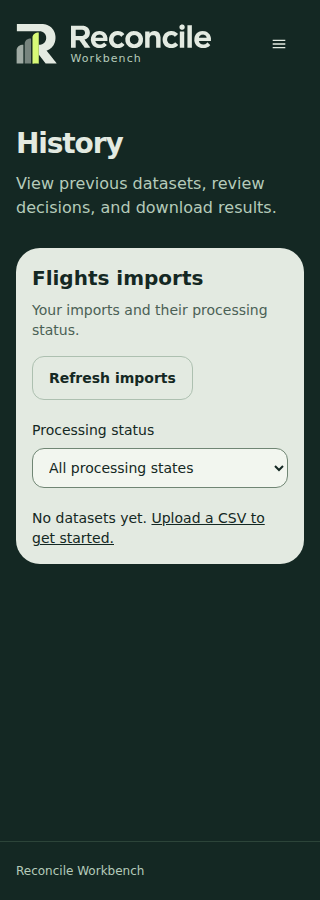 Reconcile
Workbench
History
View previous datasets, review
decisions, and download results.
Flights imports
Your imports and their processing
status.
Refresh imports
Processing status
All processing states
No datasets yet. Upload a CSV to
get started.
Reconcile Workbench